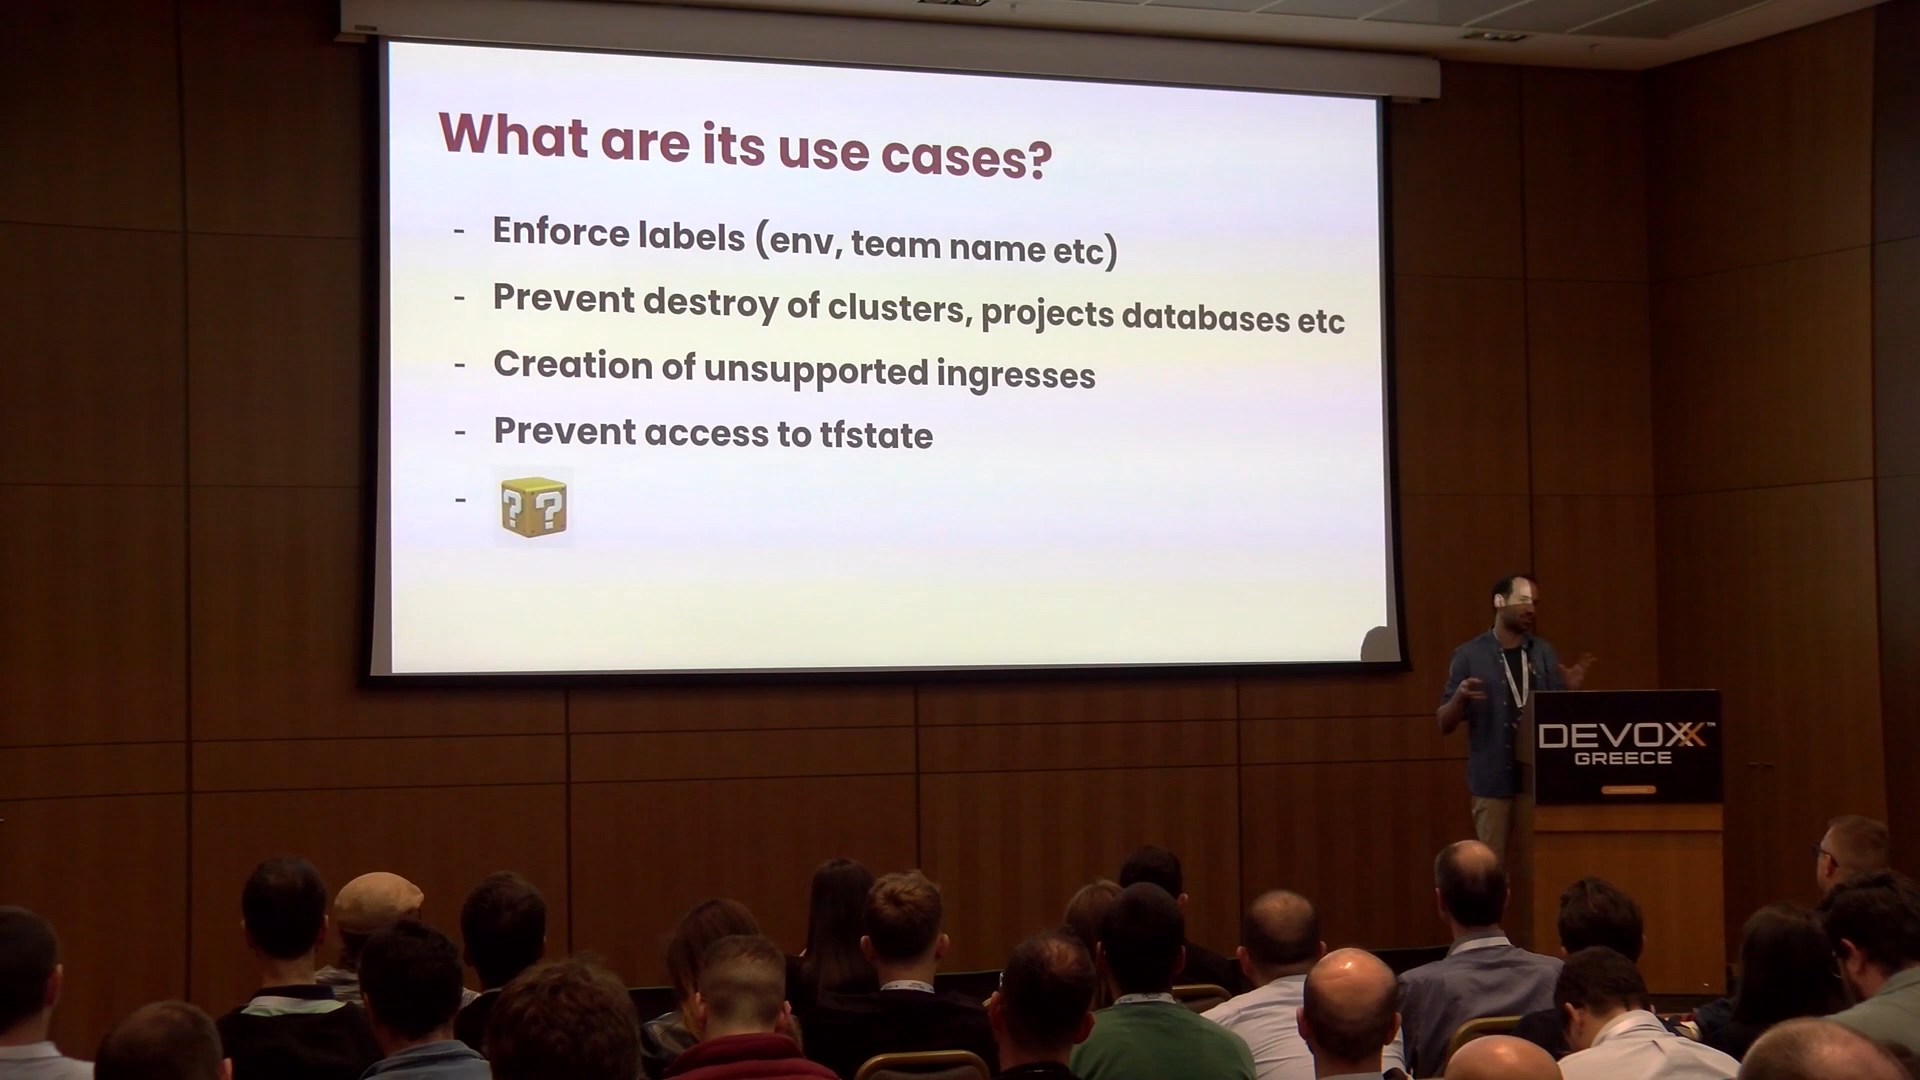 What are its use cases?
- Enforce labels (env, team name etc)
- Prevent destroy of clusters, projects databases etc
- Creation of unsupported ingresses
- Prevent access to tfstate
- ? ?
DEVOXX™
GREECE